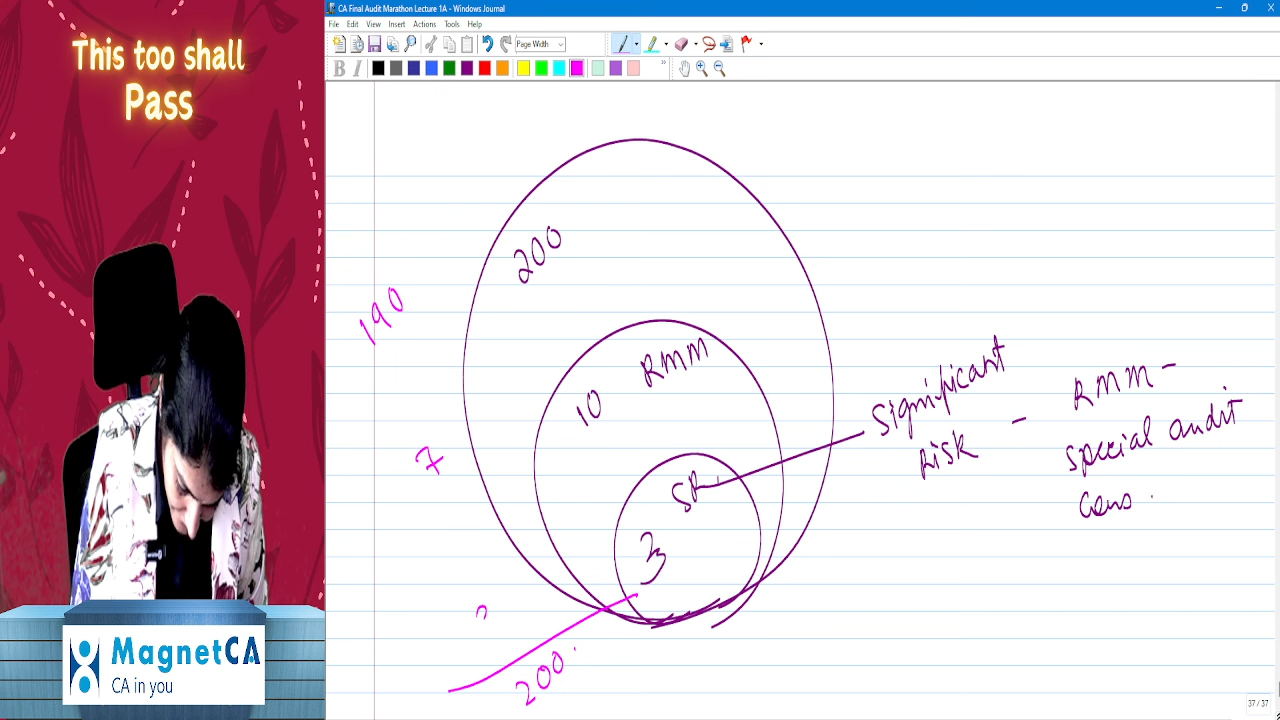 This too shall
Pass
MagnetCA
CA in you
CA Final Audit Marathon Lecture 1A - Windows Journal
File Edit View Insert Actions Tools Help
Page Width
B I
200
190
RMM
10
7
SR
3
200
Significant
risk -
RMM -
special audit
Cons
37 / 37